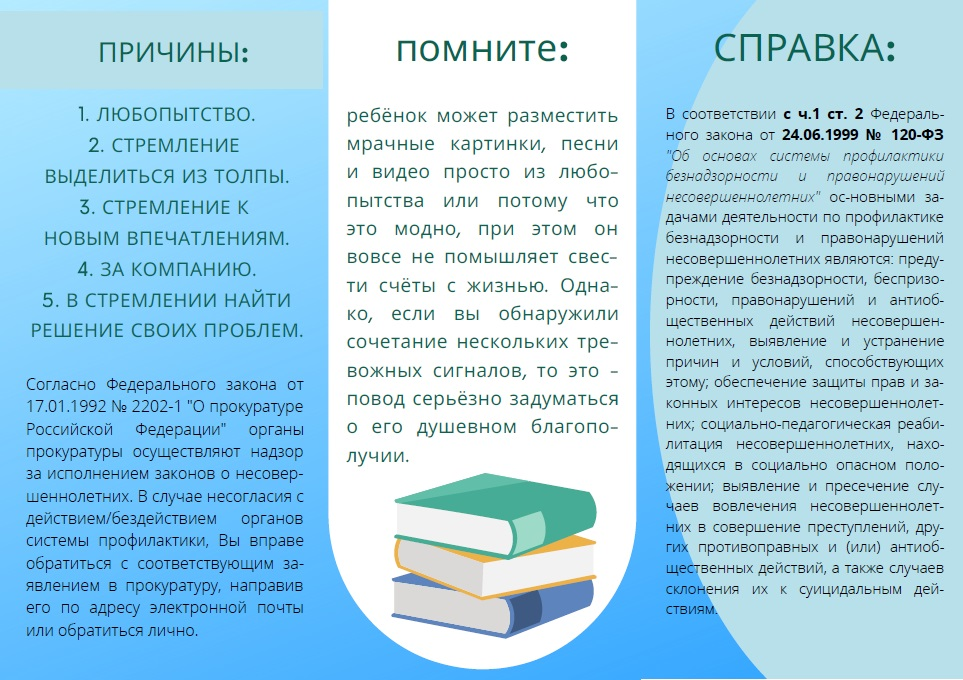 ПРИЧИНЫ:
1. ЛЮБОПЫТСТВО.
2. СТРЕМЛЕНИЕ
ВЫДЕЛИТЬСЯ ИЗ ТОЛПЫ.
3. СТРЕМЛЕНИЕ К
НОВЫМ ВПЕЧАТЛЕНИЯМ.
4. ЗА КОМПАНИЮ.
5. В СТРЕМЛЕНИИ НАЙТИ
РЕШЕНИЕ СВОИХ ПРОБЛЕМ.
Согласно Федерального закона от
17.01.1992 № 2202-1 "О прокуратуре
Российской Федерации" органы
прокуратуры осуществляют надзор
за исполнением законов о несовер-
шеннолетних. В случае несогласия с
действием/бездействием органов
системы профилактики, Вы вправе
обратиться с соответствующим за-
явлением в прокуратуру, направив
его по адресу электронной почты
или обратиться лично.
помните:
ребёнок может разместить
мрачные картинки, песни
и видео просто из любо-
пытства или потому что
это модно, при этом он
вовсе не помышляет свес-
ти счёты с жизнью. Одна-
ко, если вы обнаружили
сочетание нескольких тре-
вожных сигналов, то это –
повод серьёзно задуматься
о его душевном благопо-
лучии.
СПРАВКА:
В соответствии с ч.1 ст. 2 Федераль-
ного закона от 24.06.1999 № 120-ФЗ
"Об основах системы профилактики
безнадзорности и правонарушений
несовершеннолетних" ос-новными за-
дачами деятельности по профилактике
безнадзорности и правонарушений
несовершеннолетних являются: преду-
преждение безнадзорности, беспризо-
рности, правонарушений и антиоб-
щественных действий несовершен-
нолетних, выявление и устранение
причин и условий, способствующих
этому; обеспечение защиты прав и за-
конных интересов несовершеннолет-
них; социально-педагогическая реаби-
литация несовершеннолетних, нахо-
дящихся в социально опасном поло-
жении; выявление и пресечение слу-
чаев вовлечения несовершеннолет-
них в совершение преступлений, дру-
гих противоправных и (или) антиоб-
щественных действий, а также случаев
склонения их к суицидальным дей-
ствиям.